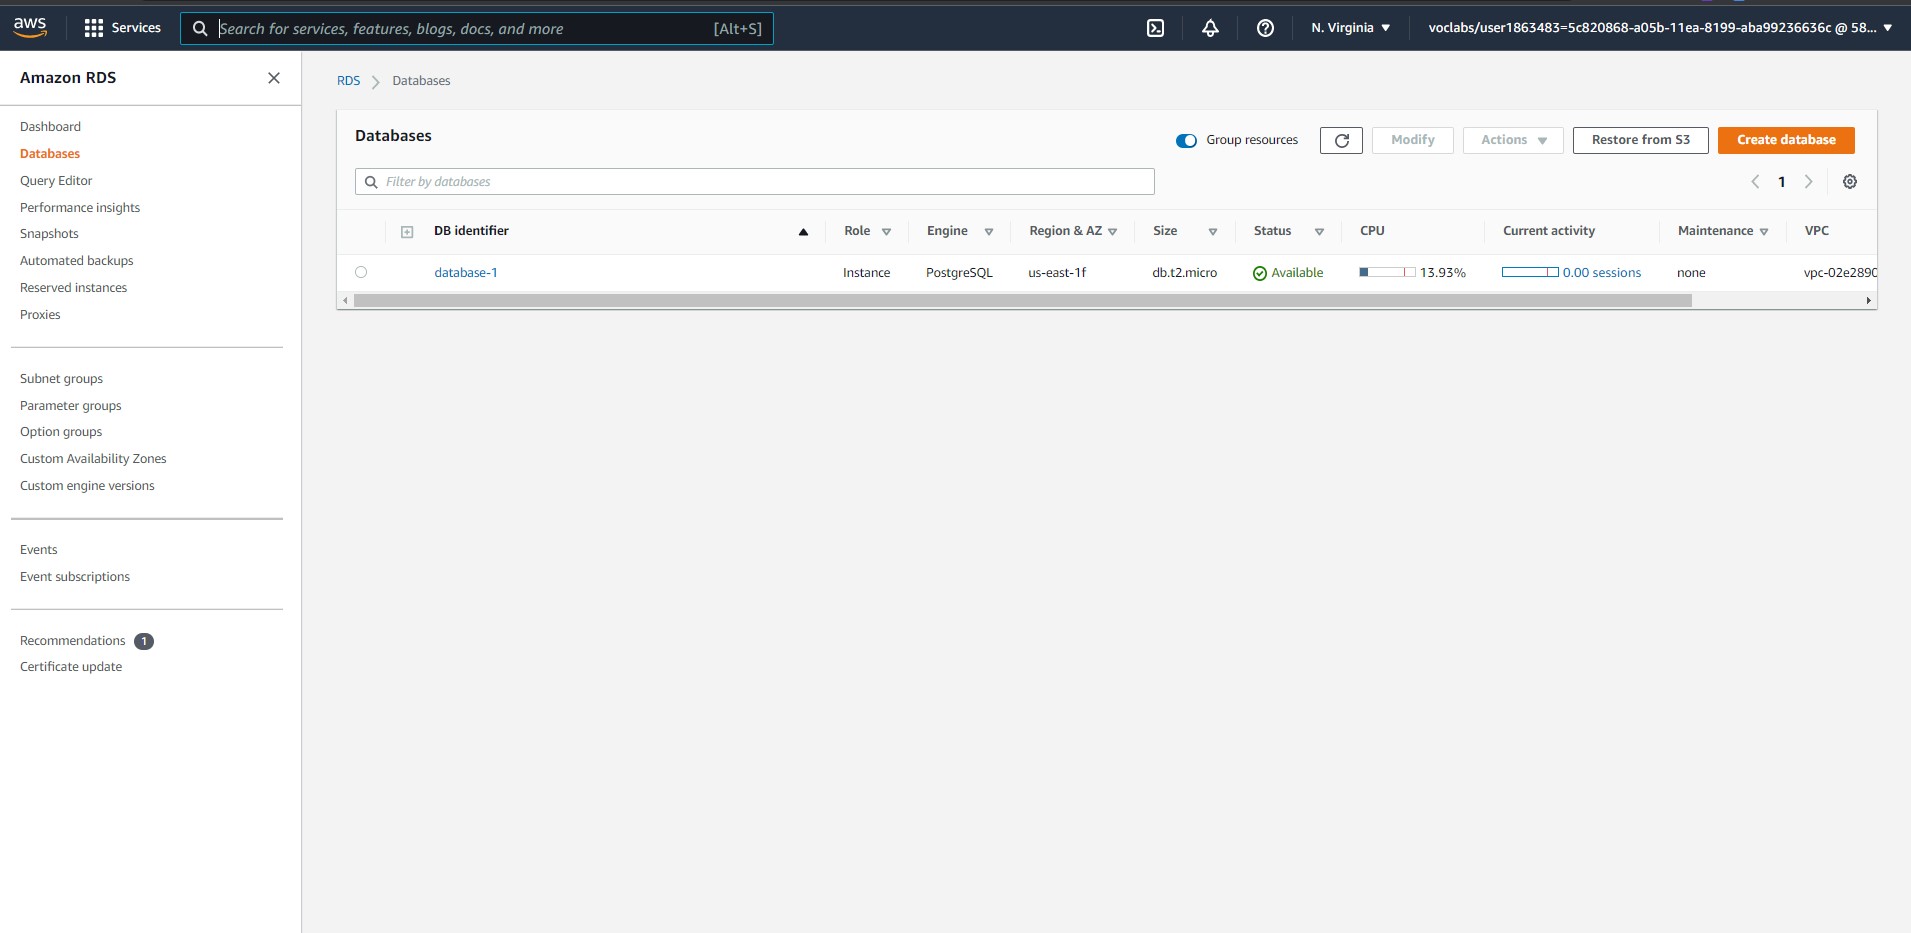 aws
Services
Search for services, features, blogs, docs, and more
[Alt+S]
N. Virginia
voclabs/user1863483=5c820868-a05b-11ea-8199-aba99236636c @ 58...
Amazon RDS
Dashboard
Databases
Query Editor
Performance insights
Snapshots
Automated backups
Reserved instances
Proxies
Subnet groups
Parameter groups
Option groups
Custom Availability Zones
Custom engine versions
Events
Event subscriptions
Recommendations 1
Certificate update
RDS Databases
Databases
Group resources
Modify
Actions
Restore from S3
Create database
Filter by databases
1
DB identifier Role Engine Region & AZ Size Status CPU Current activity Maintenance VPC
database-1 Instance PostgreSQL us-east-1f db.t2.micro Available 13.93% 0.00 sessions none vpc-02e2890